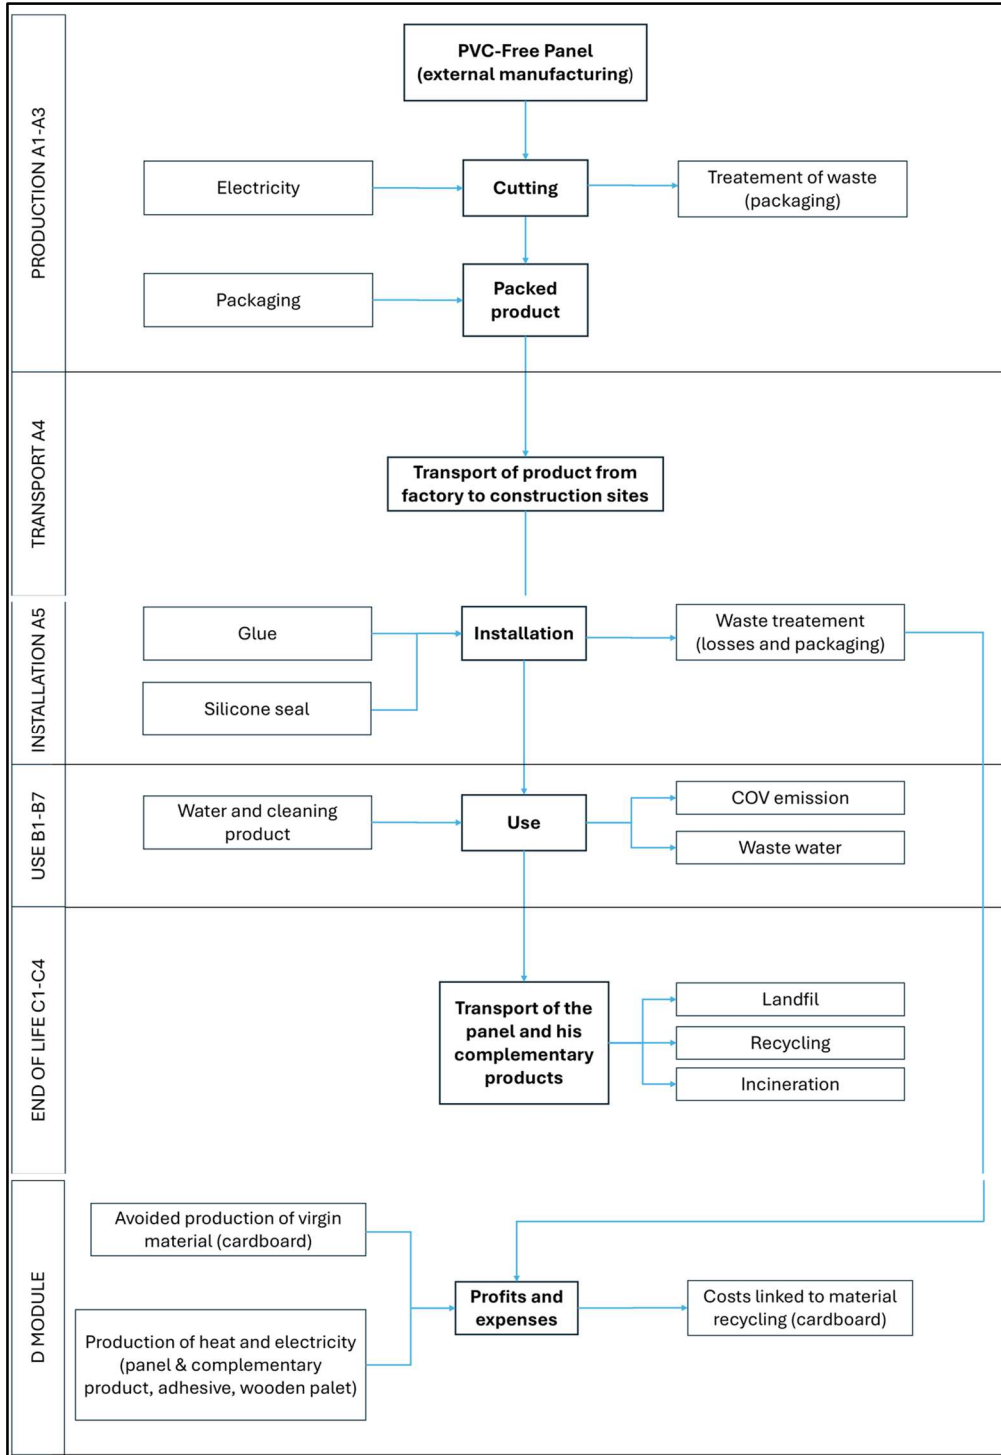 PRODUCTION A1-A3
PVC-Free Panel
(external manufacturing)
Electricity
Cutting
Treatement of waste
(packaging)
Packaging
Packed
product
TRANSPORT A4
Transport of product from
factory to construction sites
INSTALLATION A5
Glue
Installation
Waste treatement
(losses and packaging)
Silicone seal
USE B1-B7
Water and cleaning
product
Use
COV emission
Waste water
END OF LIFE C1-C4
Transport of the
panel and his
complementary
products
Landfil
Recycling
Incineration
D MODULE
Avoided production of virgin
material (cardboard)
Profits and
expenses
Costs linked to material
recycling (cardboard)
Production of heat and electricity
(panel & complementary
product, adhesive, wooden palet)